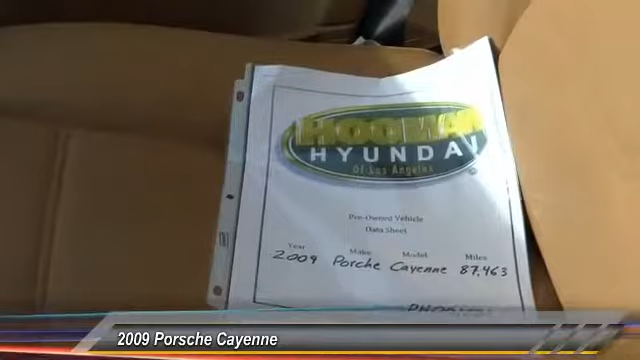 HOOMAN
HYUNDAI
Of Los Angeles
Pre-Owned Vehicle
Data Sheet
Year Make Model Miles
2009 Porche Cayenne 87,463
2009 Porsche Cayenne